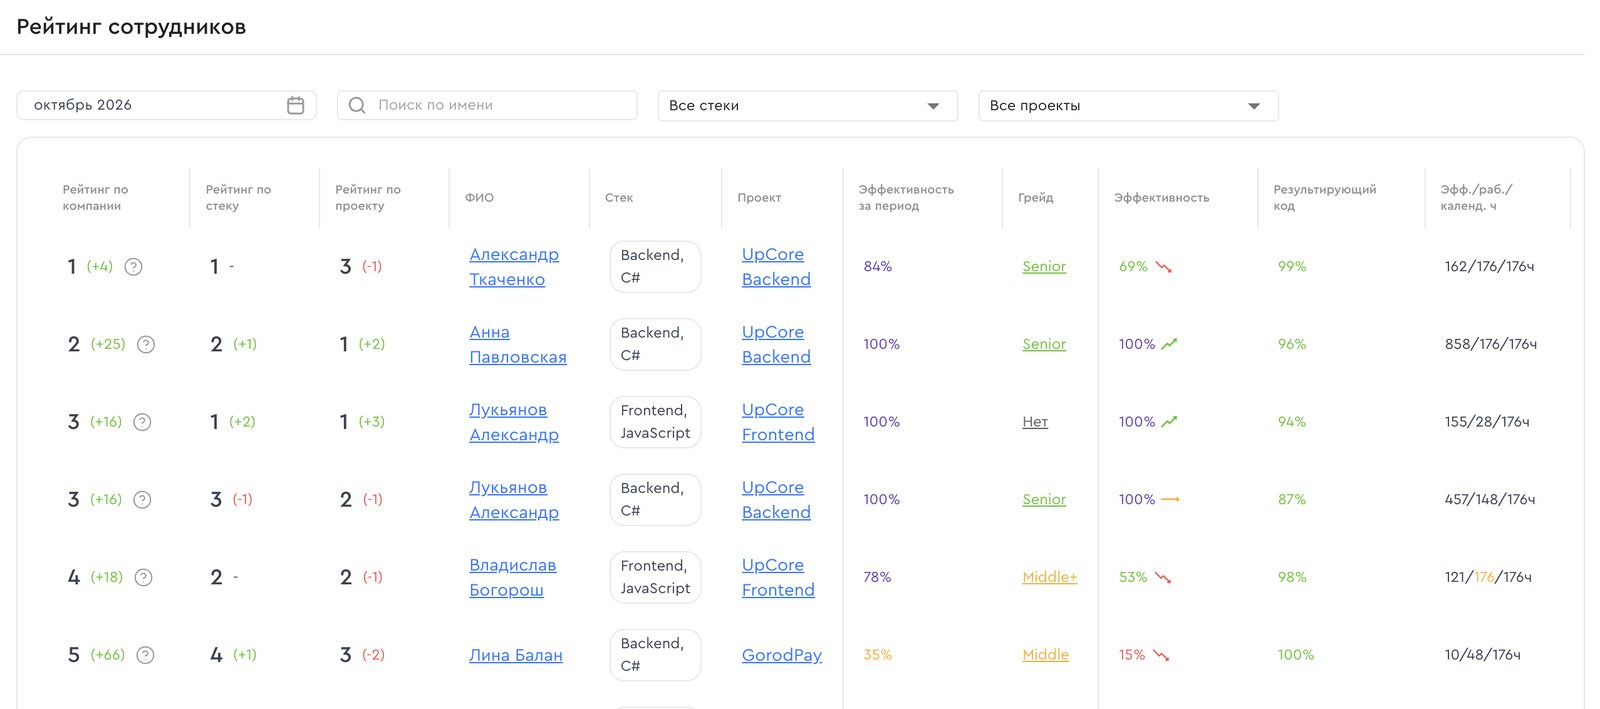 Рейтинг сотрудников
октябрь 2026
Поиск по имени
Все стеки
Все проекты
Рейтинг по компании
Рейтинг по стеку
Рейтинг по проекту
ФИО
Стек
Проект
Эффективность за период
Грейд
Эффективность
Результирующий код
Эфф./раб./календ. ч
1 (+4) ? 1 - 3 (-1) Александр Ткаченко Backend, C# UpCore Backend 84% Senior 69% 99% 162/176/176ч
2 (+25) ? 2 (+1) 1 (+2) Анна Павловская Backend, C# UpCore Backend 100% Senior 100% 96% 858/176/176ч
3 (+16) ? 1 (+2) 1 (+3) Лукьянов Александр Frontend, JavaScript UpCore Frontend 100% Нет 100% 94% 155/28/176ч
3 (+16) ? 3 (-1) 2 (-1) Лукьянов Александр Backend, C# UpCore Backend 100% Senior 100% 87% 457/148/176ч
4 (+18) ? 2 - 2 (-1) Владислав Богорош Frontend, JavaScript UpCore Frontend 78% Middle+ 53% 98% 121/176/176ч
5 (+66) ? 4 (+1) 3 (-2) Лина Балан Backend, C# GorodPay 35% Middle 15% 100% 10/48/176ч